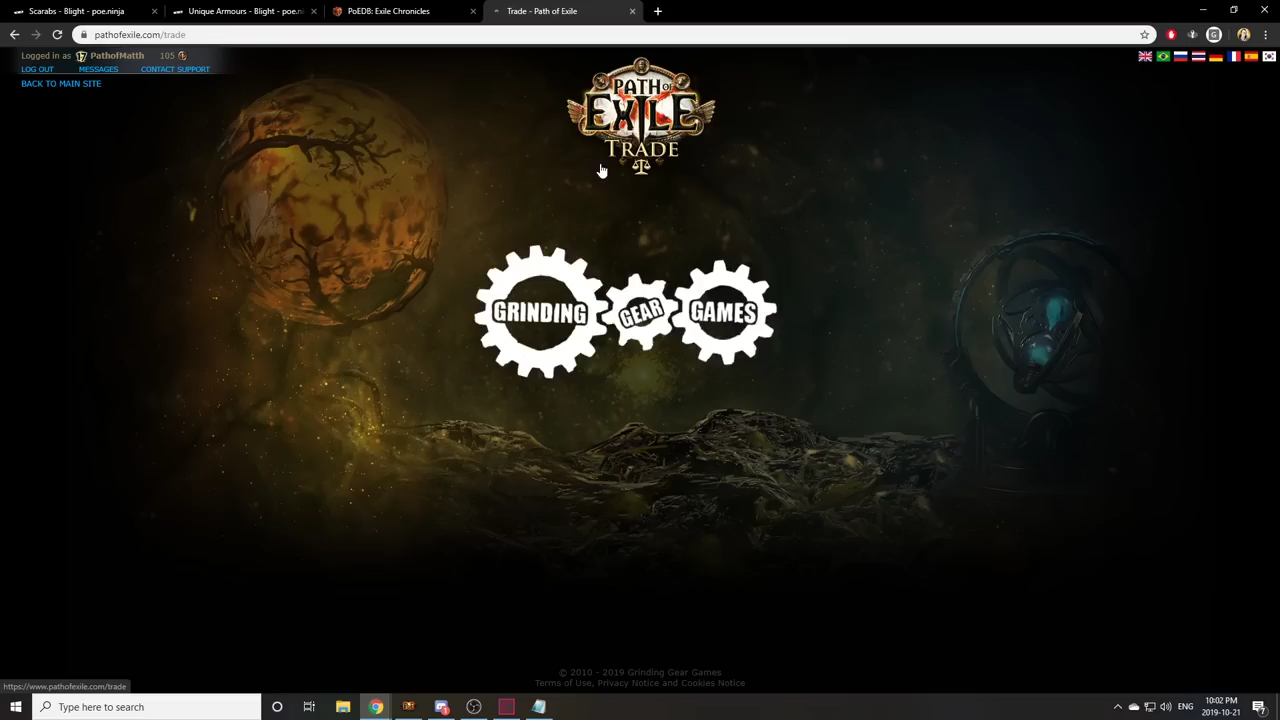 Scarabs - Blight - poe.ninja
Unique Armours - Blight - poe.n
PoEDB: Exile Chronicles
Trade - Path of Exile
pathofexile.com/trade
Logged in as 17 PathofMatth 105
LOG OUT MESSAGES CONTACT SUPPORT
BACK TO MAIN SITE
PATH OF
EXILE
TRADE
GRINDING GEAR GAMES
© 2010 - 2019 Grinding Gear Games
Terms of Use, Privacy Notice and Cookies Notice
https://www.pathofexile.com/trade
Type here to search
ENG
10:02 PM
2019-10-21